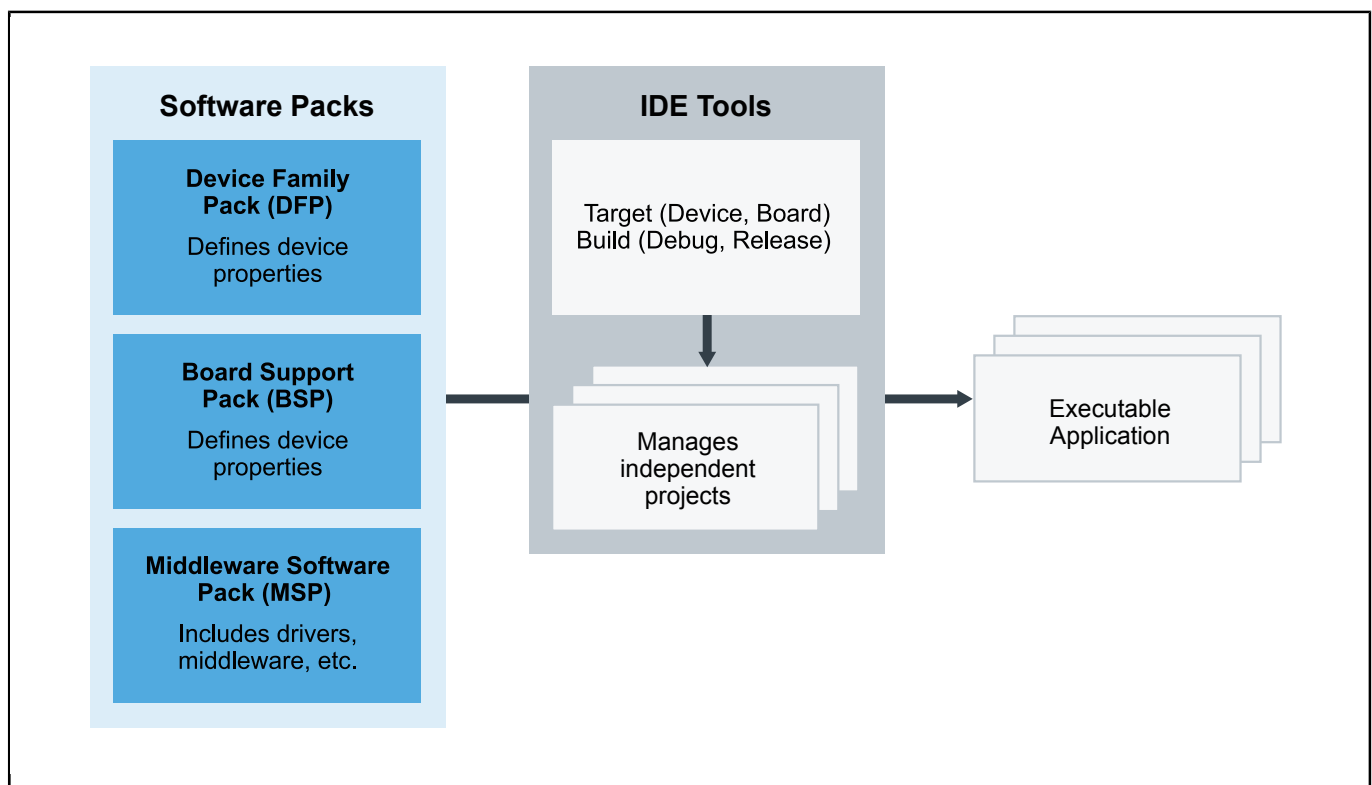 Software Packs
Device Family
Pack (DFP)
Defines device
properties
Board Support
Pack (BSP)
Defines device
properties
Middleware Software
Pack (MSP)
Includes drivers,
middleware, etc.
IDE Tools
Target (Device, Board)
Build (Debug, Release)
Manages
independent
projects
Executable
Application